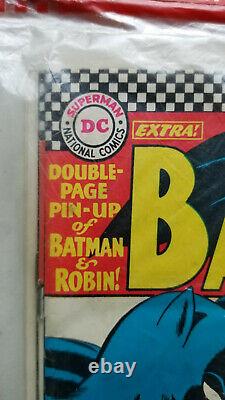 SUPERMAN
DC
NATIONAL COMICS
EXTRA!
DOUBLE-
PAGE
PIN-UP
of
BATMAN
&
ROBIN!
BA